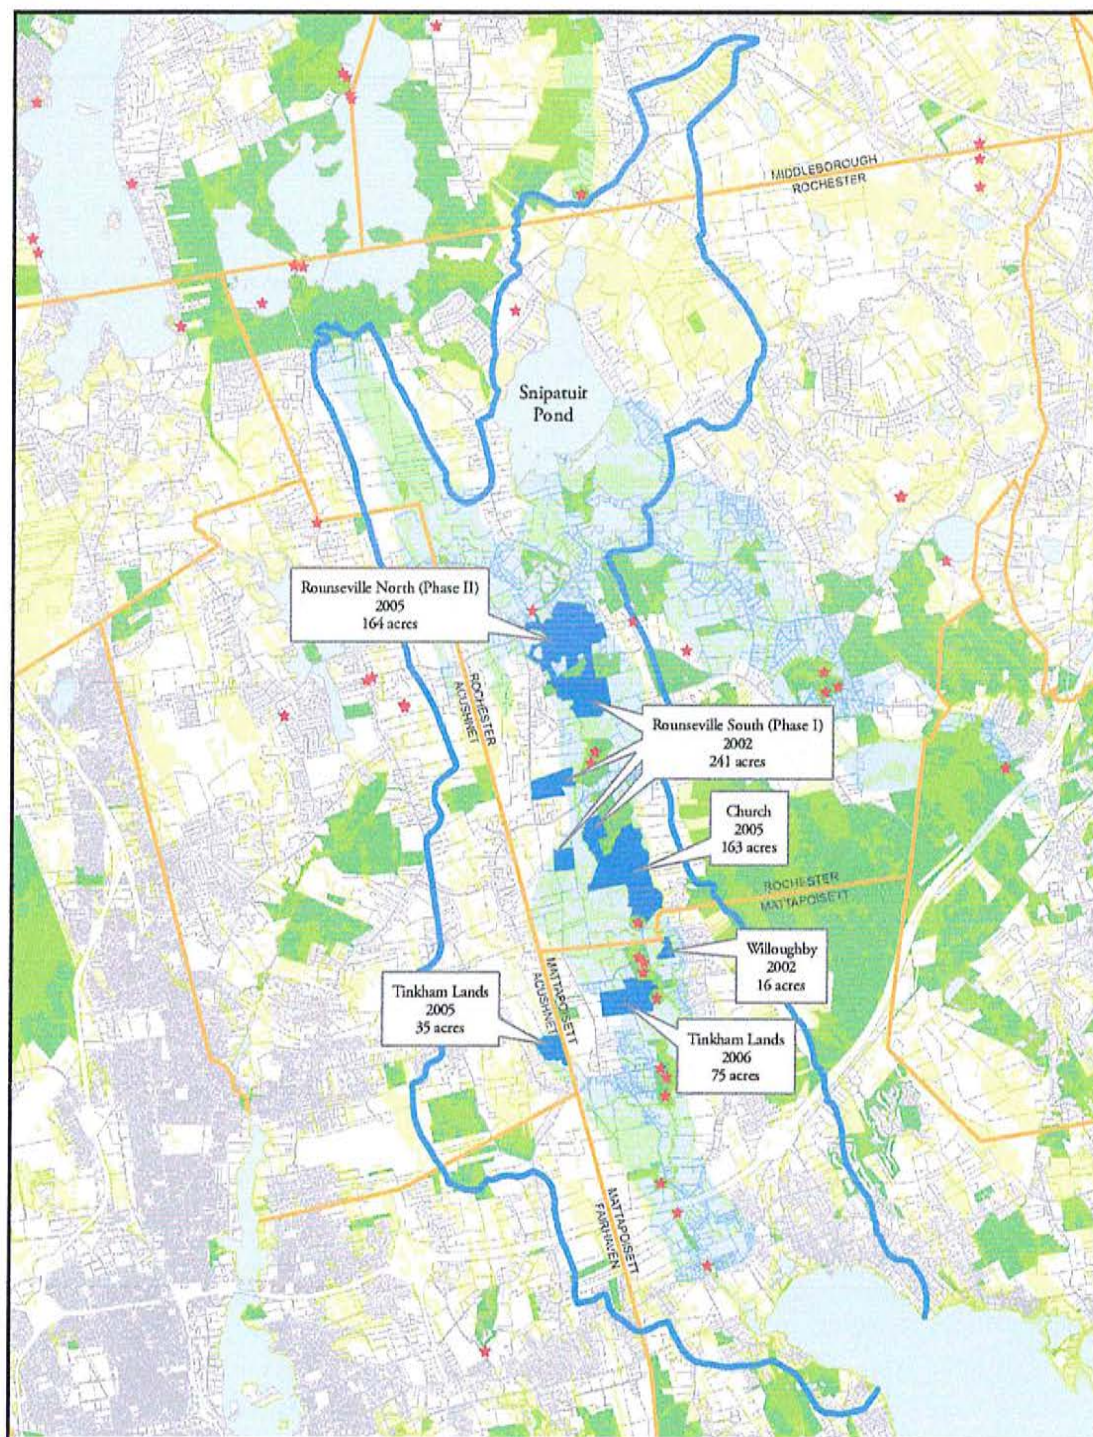 MIDDLEBOROUGH
ROCHESTER
Snipatuit
Pond
Rounseville North (Phase II)
2005
164 acres
ROCHESTER
ACUSHNET
Rounseville South (Phase I)
2002
241 acres
Church
2005
163 acres
ROCHESTER
MATTAPOISETT
Willoughby
2002
16 acres
MATTAPOISETT
ACUSHNET
Tinkham Lands
2005
35 acres
Tinkham Lands
2006
75 acres
MATTAPOISETT
FAIRHAVEN